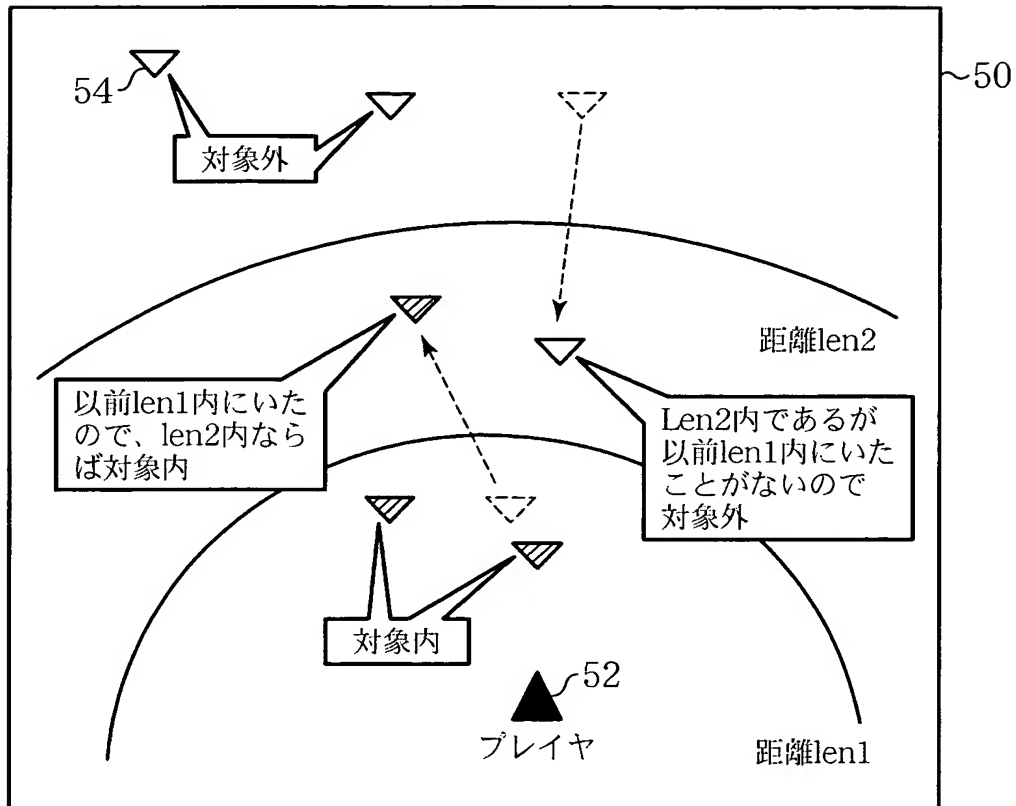 50
54
対象外
距離len2
以前len1内にいた
ので、len2内なら
ば対象内
Len2内であるが
以前len1内にいた
ことがないので
対象外
対象内
52
プレイヤ
距離len1